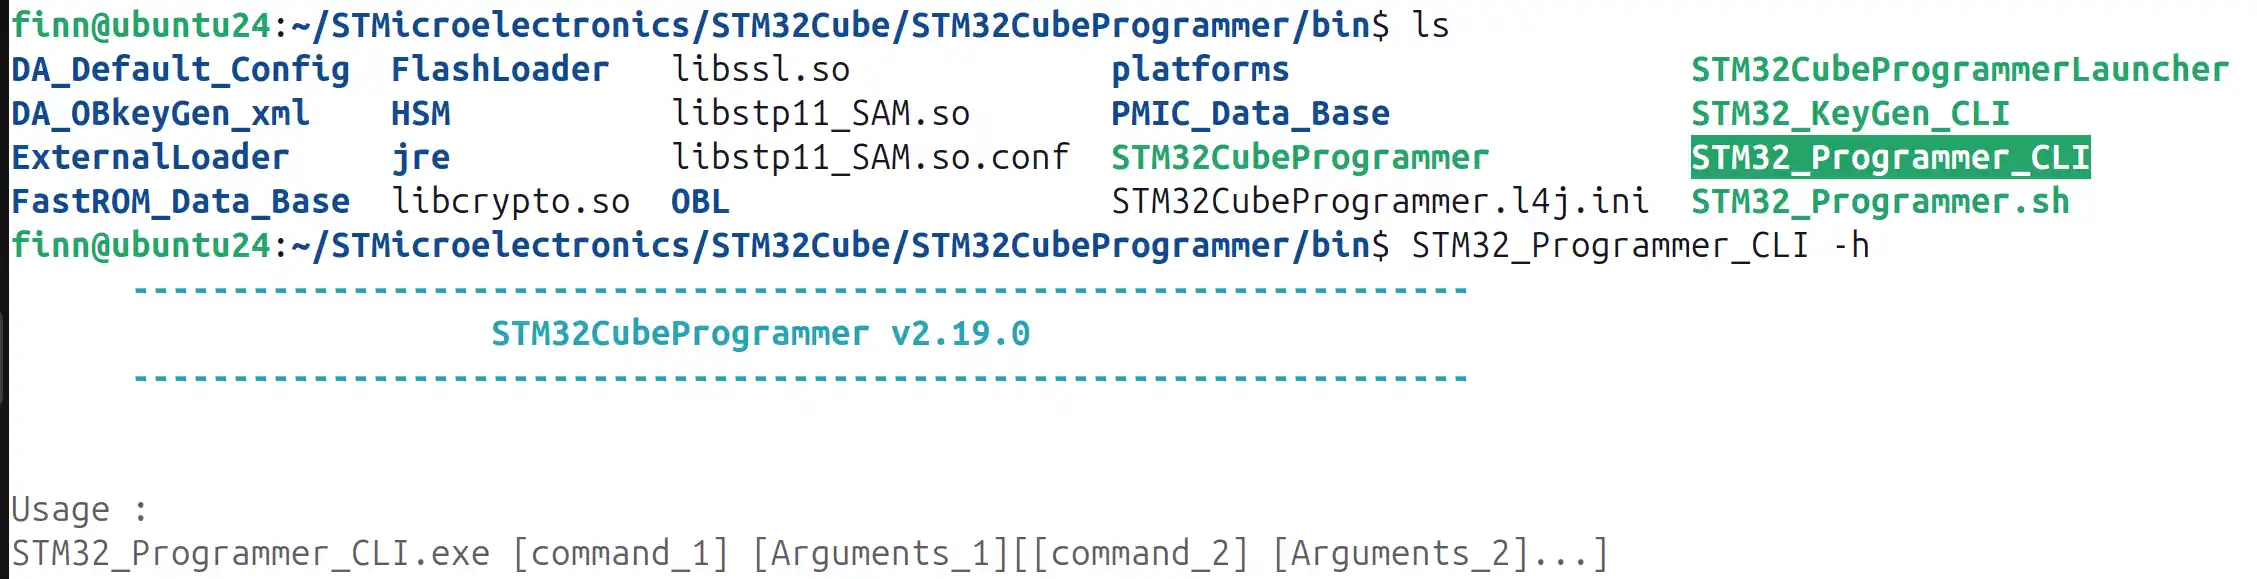 finn@ubuntu24:~/STMicroelectronics/STM32Cube/STM32CubeProgrammer/bin$ ls
DA_Default_Config  FlashLoader   libssl.so             platforms                    STM32CubeProgrammerLauncher
DA_OBkeyGen_xml    HSM           libstp11_SAM.so       PMIC_Data_Base               STM32_KeyGen_CLI
ExternalLoader     jre           libstp11_SAM.so.conf  STM32CubeProgrammer          STM32_Programmer_CLI
FastROM_Data_Base  libcrypto.so  OBL                   STM32CubeProgrammer.l4j.ini  STM32_Programmer.sh
finn@ubuntu24:~/STMicroelectronics/STM32Cube/STM32CubeProgrammer/bin$ STM32_Programmer_CLI -h
-------------------------------------------------------------------
STM32CubeProgrammer v2.19.0
-------------------------------------------------------------------
Usage :
STM32_Programmer_CLI.exe [command_1] [Arguments_1][[command_2] [Arguments_2]...]